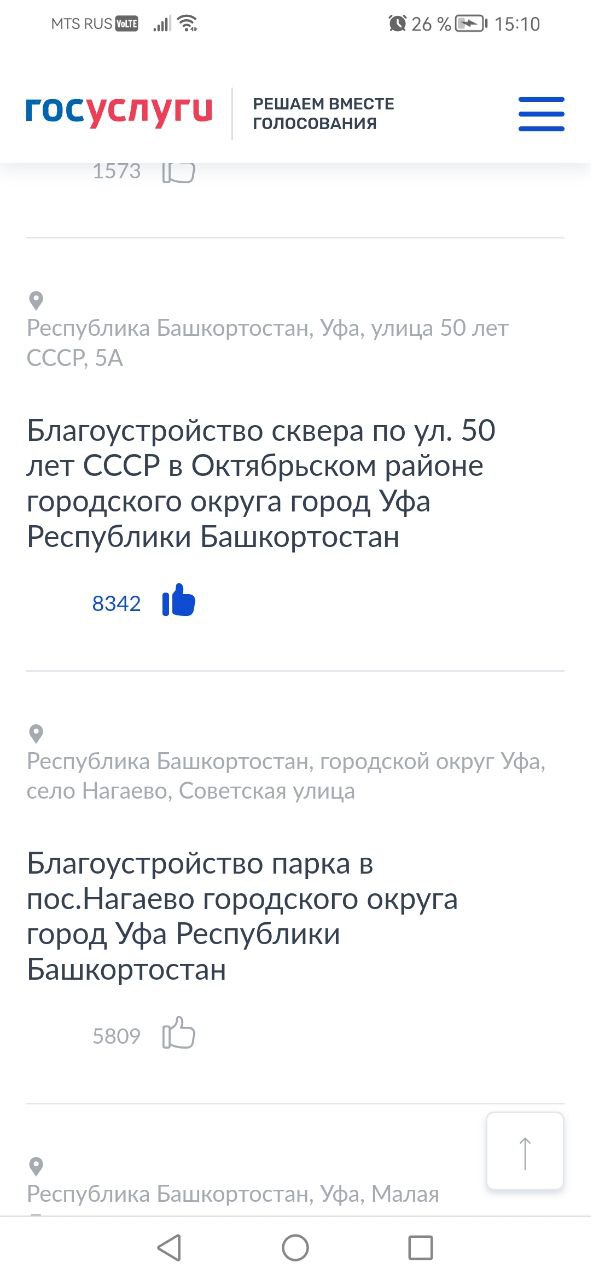 MTS RUS VoLTE 26 % 15:10
госуслуги
РЕШАЕМ ВМЕСТЕ
ГОЛОСОВАНИЯ
1573
Республика Башкортостан, Уфа, улица 50 лет
СССР, 5А
Благоустройство сквера по ул. 50
лет СССР в Октябрьском районе
городского округа город Уфа
Республики Башкортостан
8342
Республика Башкортостан, городской округ Уфа,
село Нагаево, Советская улица
Благоустройство парка в
пос.Нагаево городского округа
город Уфа Республики
Башкортостан
5809
Республика Башкортостан, Уфа, Малая